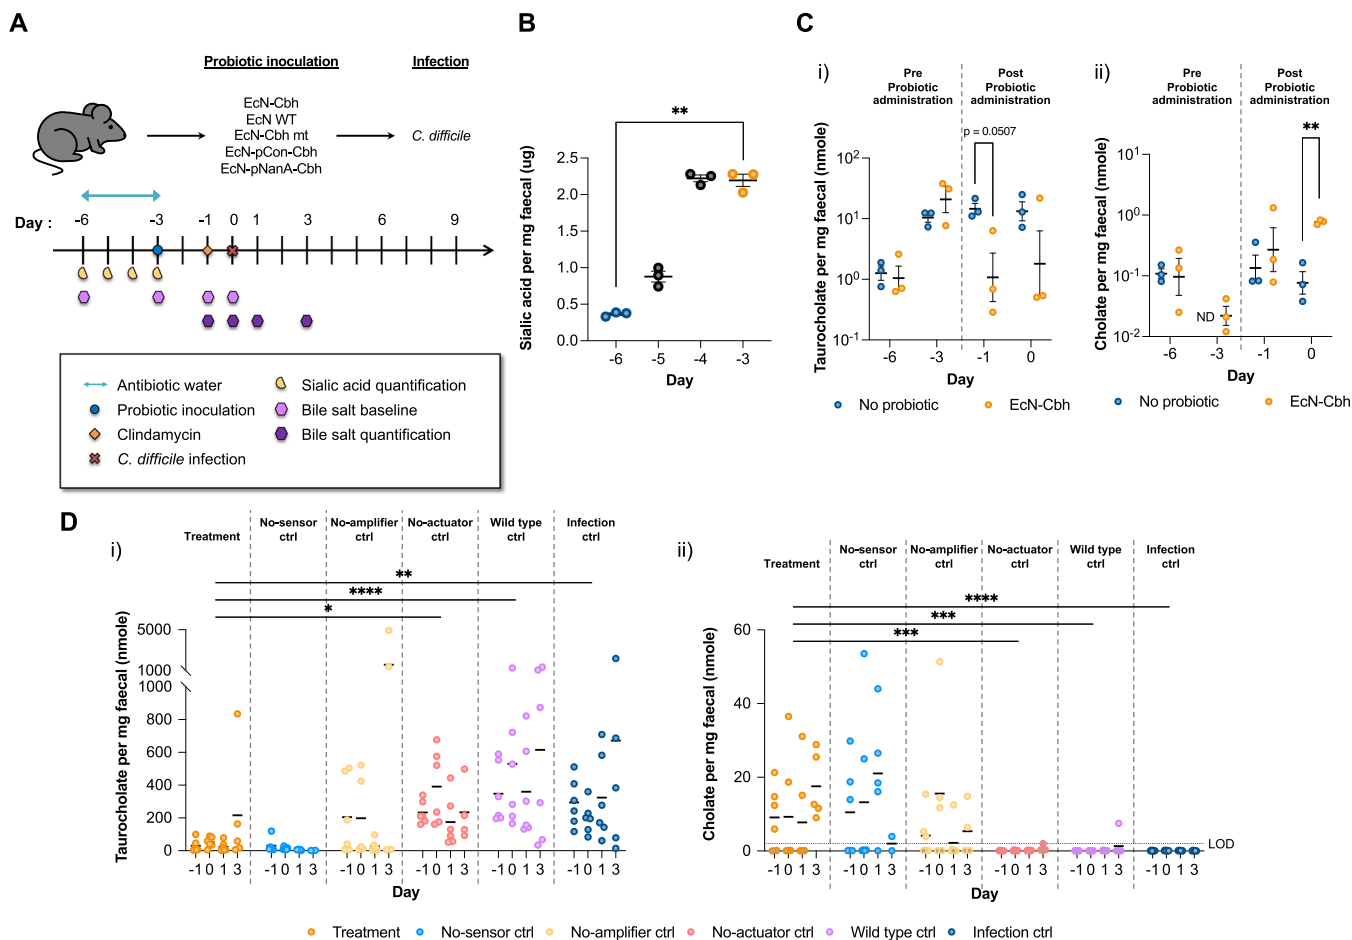 A
Probiotic inoculation
Infection
EcN-Cbh
EcN WT
EcN-Cbh mt
EcN-pCon-Cbh
EcN-pNanA-Cbh
C. difficile
Day :
-6
-3
-1
0
1
3
6
9
Antibiotic water
Probiotic inoculation
Clindamycin
C. difficile infection
Sialic acid quantification
Bile salt baseline
Bile salt quantification
B
**
Sialic acid per mg faecal (ug)
2.5
2.0
1.5
1.0
0.5
0.0
-6
-5
-4
-3
Day
C
i)
Pre
Probiotic
administration
Post
Probiotic
administration
p = 0.0507
Taurocholate per mg faecal (nmole)
10²
10¹
10⁰
10⁻¹
-6
-3
-1
0
Day
No probiotic
EcN-Cbh
ii)
Pre
Probiotic
administration
Post
Probiotic
administration
**
ND
Cholate per mg faecal (nmole)
10¹
10⁰
10⁻¹
10⁻²
-6
-3
-1
0
Day
No probiotic
EcN-Cbh
D
i)
Treatment
No-sensor
ctrl
No-amplifier
ctrl
No-actuator
ctrl
Wild type
ctrl
Infection
ctrl
**
****
*
Taurocholate per mg faecal (nmole)
5000
1000
1000
800
600
400
200
0
-1 0 1 3
-1 0 1 3
-1 0 1 3
-1 0 1 3
-1 0 1 3
-1 0 1 3
Day
ii)
Treatment
No-sensor
ctrl
No-amplifier
ctrl
No-actuator
ctrl
Wild type
ctrl
Infection
ctrl
****
***
***
Cholate per mg faecal (nmole)
60
40
20
0
LOD
-1 0 1 3
-1 0 1 3
-1 0 1 3
-1 0 1 3
-1 0 1 3
-1 0 1 3
Day
Treatment
No-sensor ctrl
No-amplifier ctrl
No-actuator ctrl
Wild type ctrl
Infection ctrl